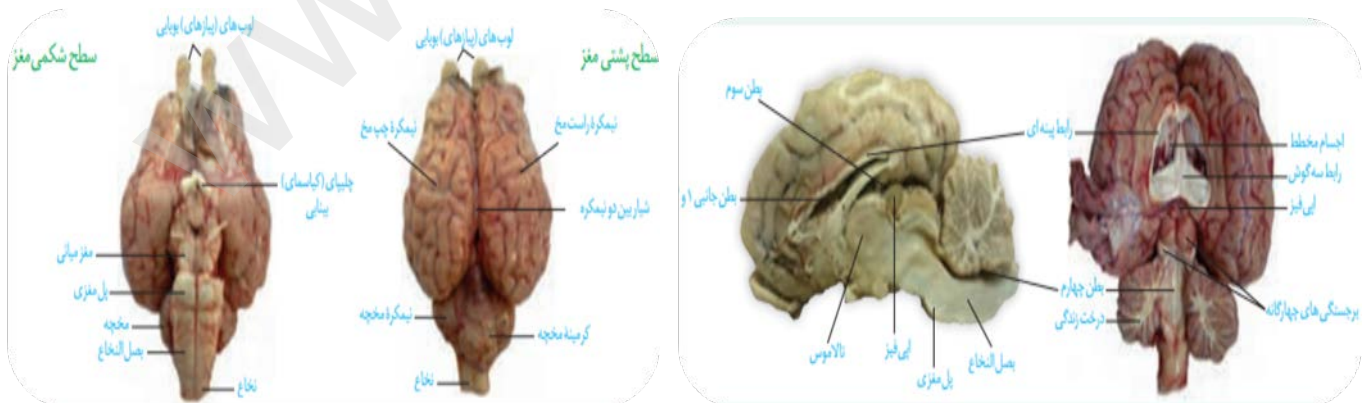 سطح شکمی مغز
لوب‌های (پیازهای) بویایی
چلیپای (کیاسمای)
بینایی
مغز میانی
پل مغزی
مخچه
بصل النخاع
نخاع
سطح پشتی مغز
لوب‌های (پیازهای) بویایی
نیمکرهٔ چپ مخ
نیمکرهٔ راست مخ
شیار بین دو نیمکره
نیمکرهٔ مخچه
کرمینه مخچه
نخاع
بطن سوم
رابط پینه ای
بطن جانبی ۱ و
بطن چهارم
تالاموس
اپی فیز
پل مغزی
بصل النخاع
اجسام مخطط
رابط سه گوش
اپی فیز
برجستگی های چهارگانه
درخت زندگی